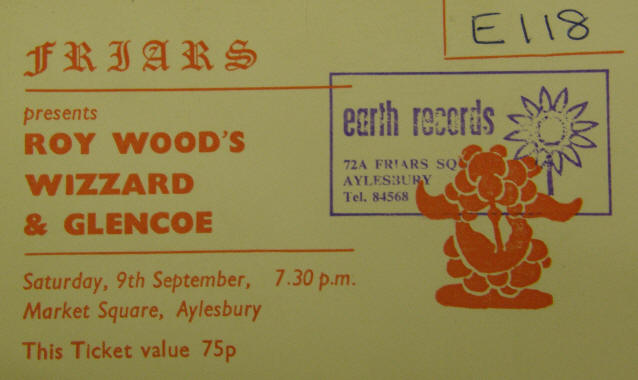 E118
FRIARS
presents
ROY WOOD'S
WIZZARD
& GLENCOE
Saturday, 9th September, 7.30 p.m.
Market Square, Aylesbury
This Ticket value 75p
earth records
72A FRIARS SQ
AYLESBURY
Tel. 84568